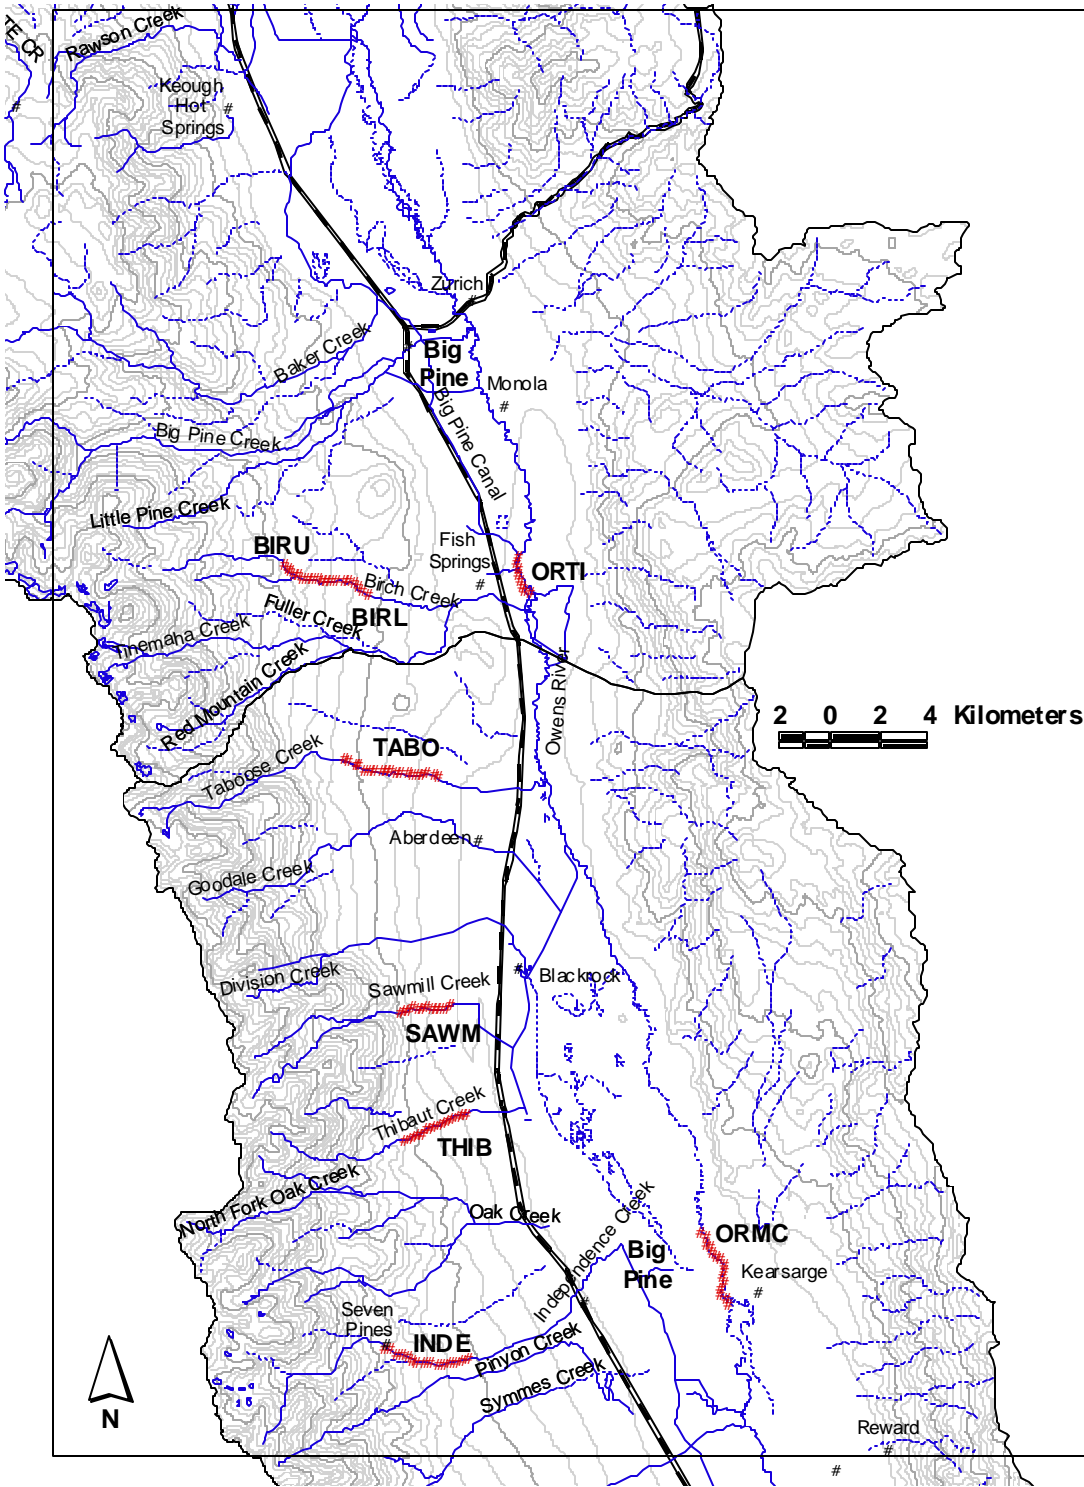 TE CR
Rawson Creek
Keough
Hot
Springs
Zurich
Baker Creek
Big
Pine
Monola
Big Pine Canal
Big Pine Creek
Little Pine Creek
BIRU
Fish
Springs
ORTI
Birch Creek
BIRL
Fuller Creek
Tinemaha Creek
Red Mountain Creek
Owens River
2 0 2 4 Kilometers
TABO
Taboose Creek
Aberdeen
Goodale Creek
Division Creek
Sawmill Creek
Blackrock
SAWM
Thibaut Creek
THIB
North Fork Oak Creek
Oak Creek
Independence Creek
Big
Pine
ORMC
Kearsarge
Seven
Pines
INDE
Pinyon Creek
Symmes Creek
N
Reward